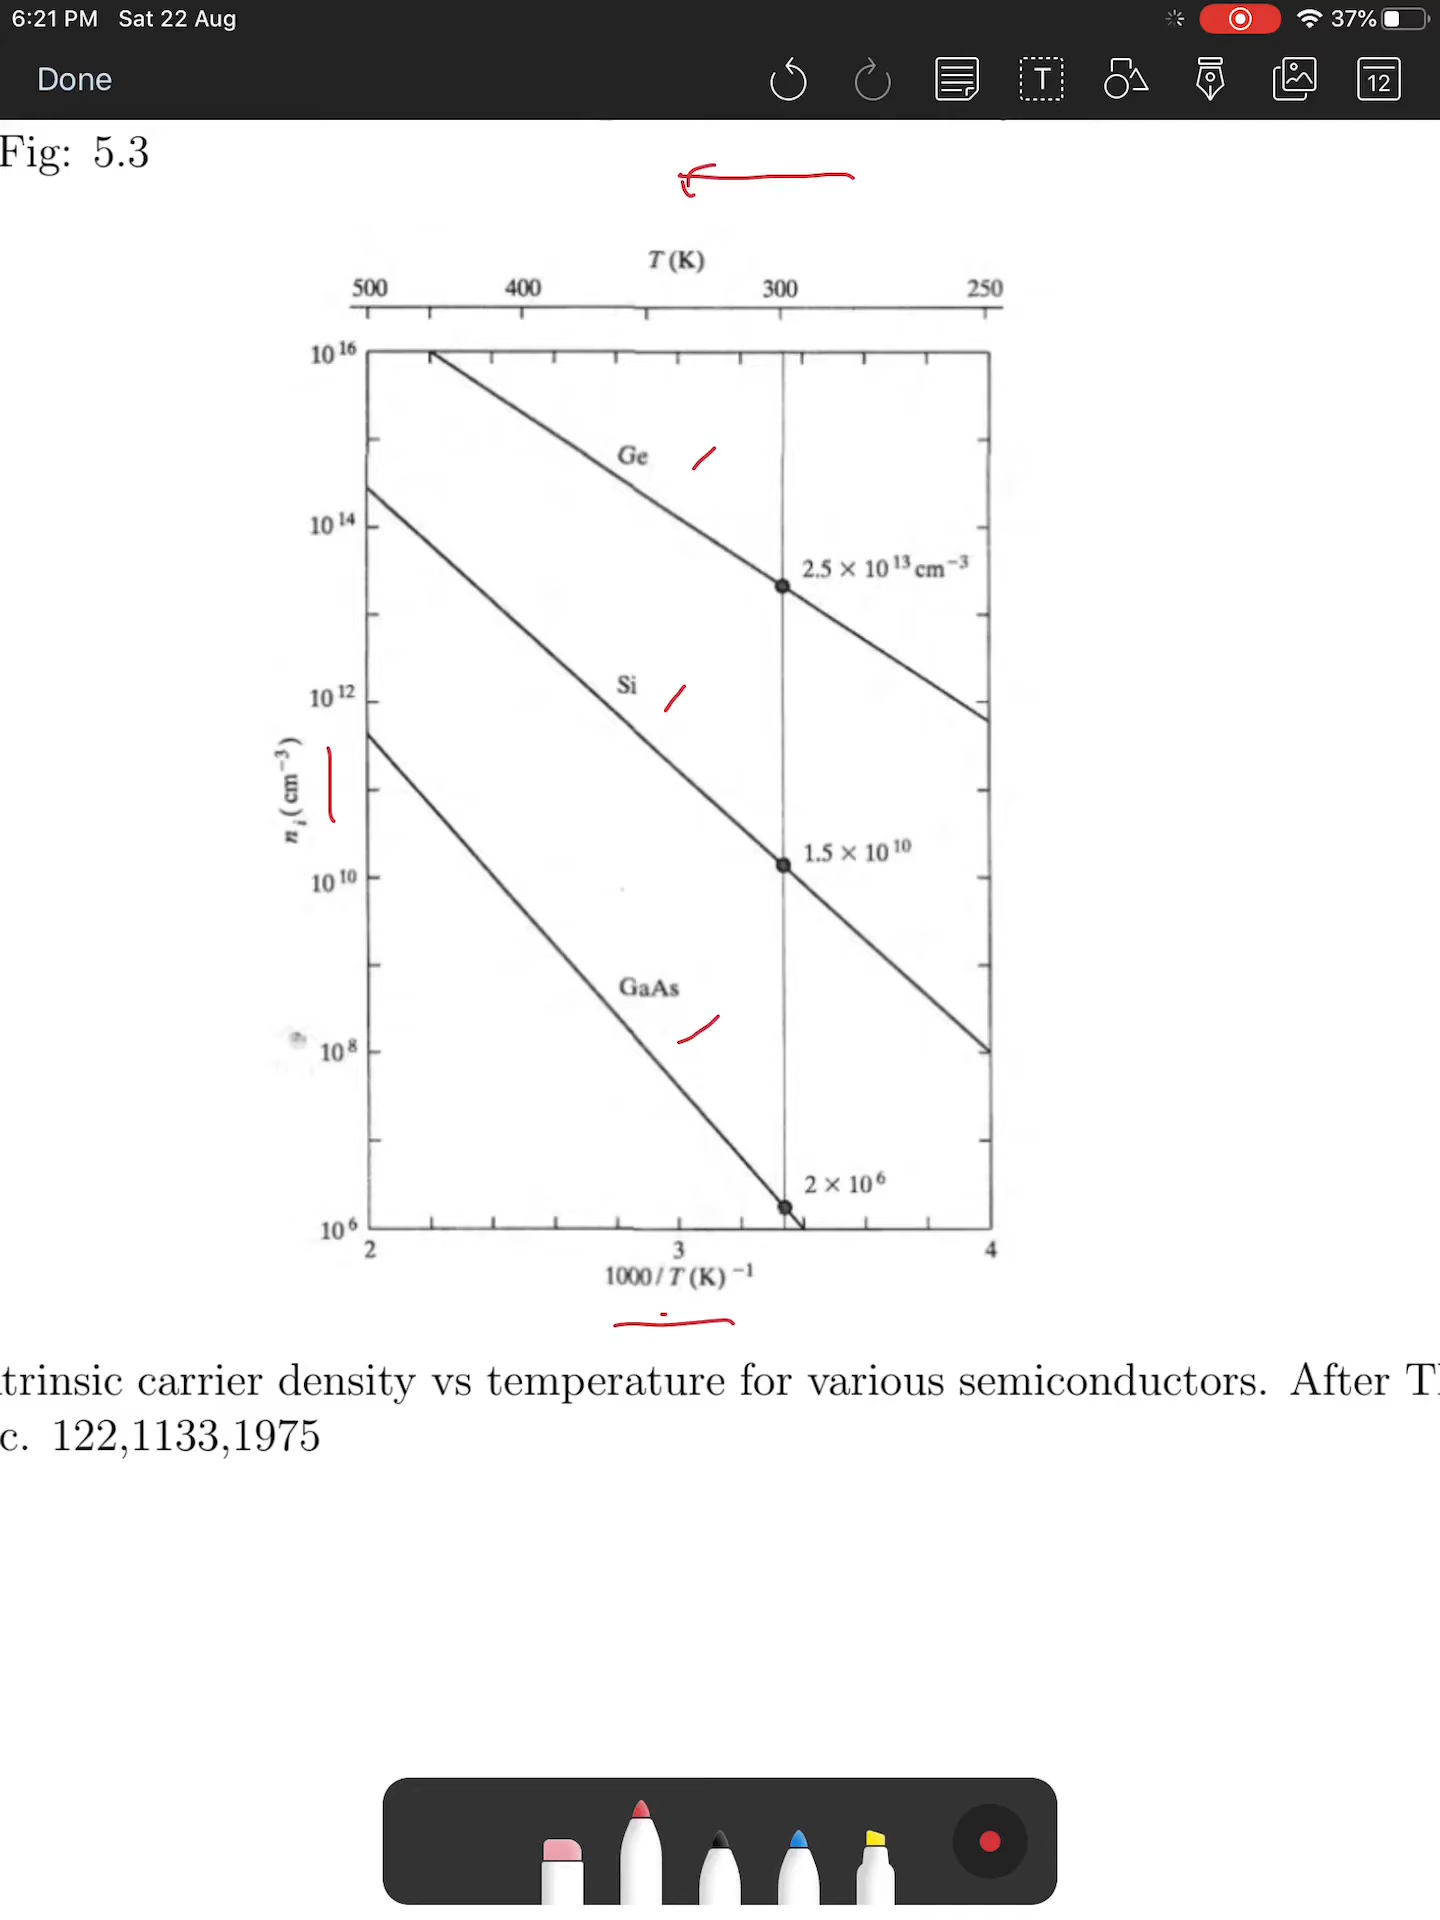 6:21 PM Sat 22 Aug
37%
Done
T
12
Fig: 5.3
T (K)
500 400 300 250
10^16
Ge
10^14
2.5 × 10^13 cm^-3
Si
10^12
n_i (cm^-3)
1.5 × 10^10
10^10
GaAs
10^8
2 × 10^6
10^6
2 3 4
1000/T (K)^-1
trinsic carrier density vs temperature for various semiconductors. After
c. 122,1133,1975